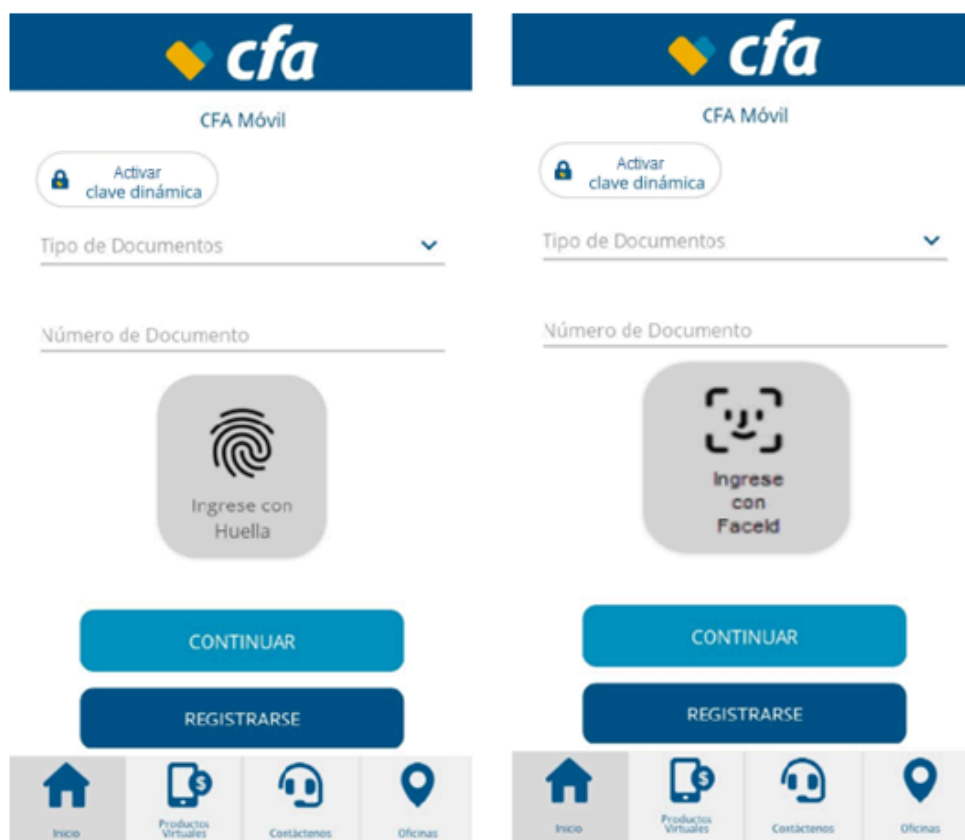 cfa
CFA Móvil
Activar
clave dinámica
Tipo de Documentos
Número de Documento
Ingrese con
Huella
CONTINUAR
REGISTRARSE
Inicio
Productos
Virtuales
Contáctenos
Oficinas
cfa
CFA Móvil
Activar
clave dinámica
Tipo de Documentos
Número de Documento
Ingrese
con
FaceId
CONTINUAR
REGISTRARSE
Inicio
Productos
Virtuales
Contáctenos
Oficinas